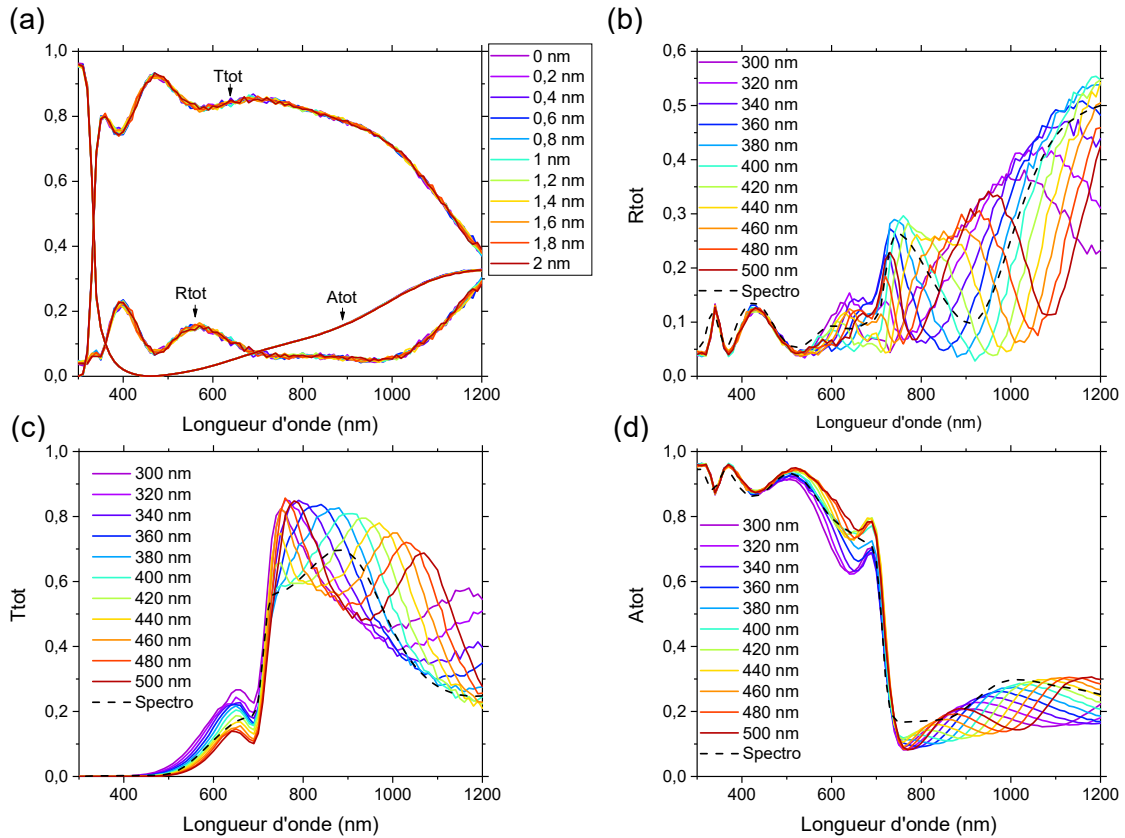 (a)
1,0
0,8
0,6
0,4
0,2
0,0
400 600 800 1000 1200
Longueur d'onde (nm)
Ttot
Rtot
Atot
0 nm
0,2 nm
0,4 nm
0,6 nm
0,8 nm
1 nm
1,2 nm
1,4 nm
1,6 nm
1,8 nm
2 nm
(b)
Rtot
0,6
0,5
0,4
0,3
0,2
0,1
0,0
400 600 800 1000 1200
Longueur d'onde (nm)
300 nm
320 nm
340 nm
360 nm
380 nm
400 nm
420 nm
440 nm
460 nm
480 nm
500 nm
Spectro
(c)
Ttot
1,0
0,8
0,6
0,4
0,2
0,0
400 600 800 1000 1200
Longueur d'onde (nm)
300 nm
320 nm
340 nm
360 nm
380 nm
400 nm
420 nm
440 nm
460 nm
480 nm
500 nm
Spectro
(d)
Atot
1,0
0,8
0,6
0,4
0,2
0,0
400 600 800 1000 1200
Longueur d'onde (nm)
300 nm
320 nm
340 nm
360 nm
380 nm
400 nm
420 nm
440 nm
460 nm
480 nm
500 nm
Spectro